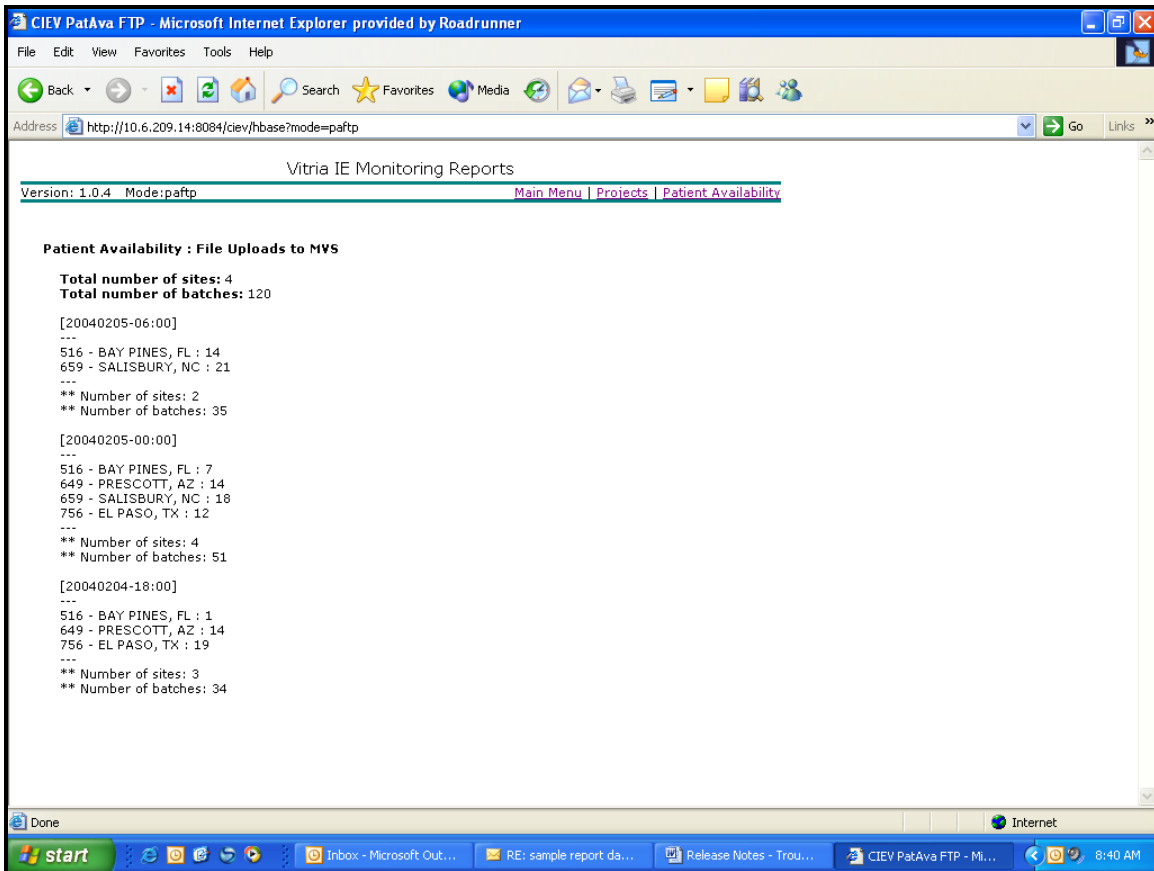 CIEV PatAva FTP - Microsoft Internet Explorer provided by Roadrunner
File Edit View Favorites Tools Help
Back Search Favorites Media
Address http://10.6.209.14:8084/ciev/hbase?mode=paftp Go Links »
Vitria IE Monitoring Reports
Version: 1.0.4 Mode:paftp Main Menu | Projects | Patient Availability
Patient Availability : File Uploads to MVS
Total number of sites: 4
Total number of batches: 120
[20040205-06:00]
---
516 - BAY PINES, FL : 14
659 - SALISBURY, NC : 21
---
** Number of sites: 2
** Number of batches: 35
[20040205-00:00]
---
516 - BAY PINES, FL : 7
649 - PRESCOTT, AZ : 14
659 - SALISBURY, NC : 18
756 - EL PASO, TX : 12
---
** Number of sites: 4
** Number of batches: 51
[20040204-18:00]
---
516 - BAY PINES, FL : 1
649 - PRESCOTT, AZ : 14
756 - EL PASO, TX : 19
---
** Number of sites: 3
** Number of batches: 34
Done Internet
start Inbox - Microsoft Out... RE: sample report da... Release Notes - Trou... CIEV PatAva FTP - Mi... 8:40 AM